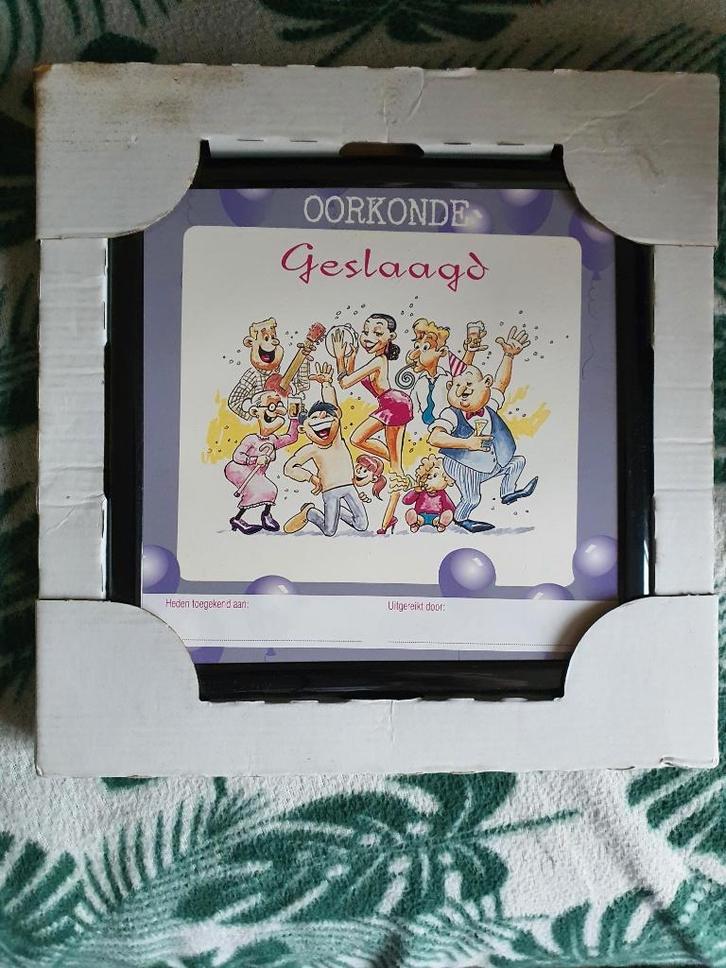 OORKONDE
Geslaagd
Heden toegekend aan: Uitgereikt door: